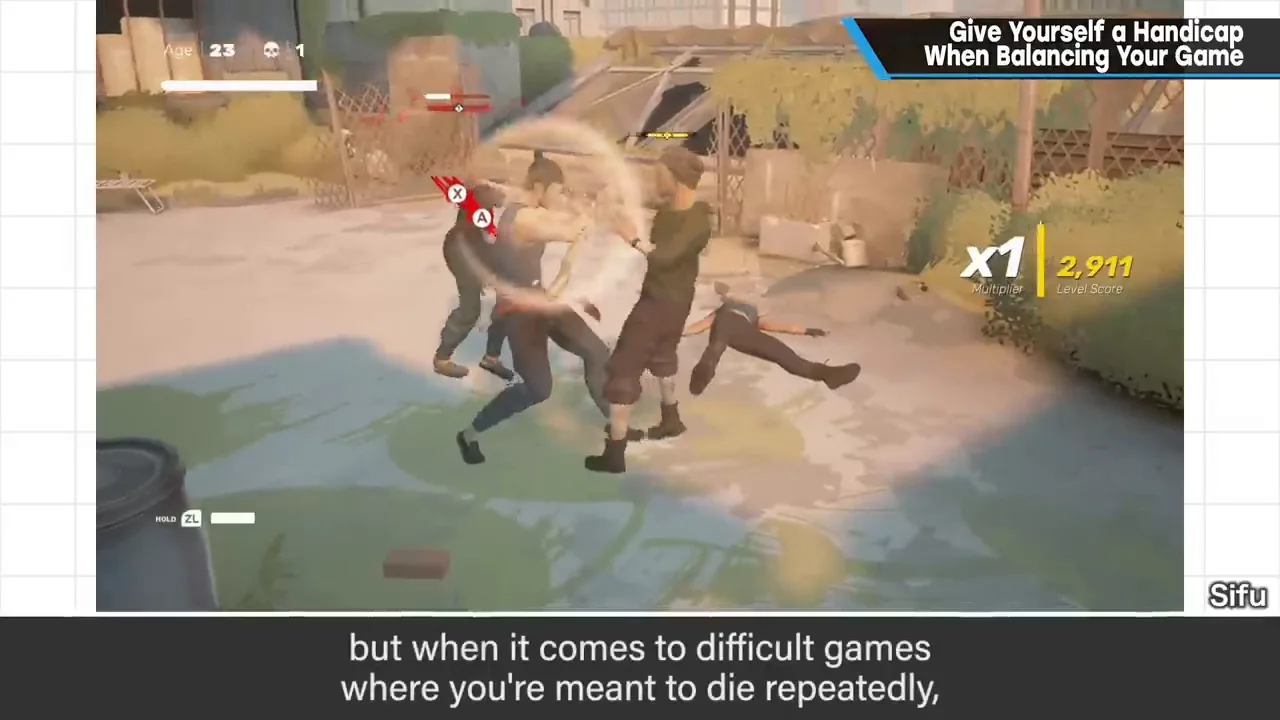 Give Yourself a Handicap
When Balancing Your Game
Age 23 1
X
A
x1 2,911
Multiplier Level Score
HOLD ZL
Sifu
but when it comes to difficult games
where you're meant to die repeatedly,